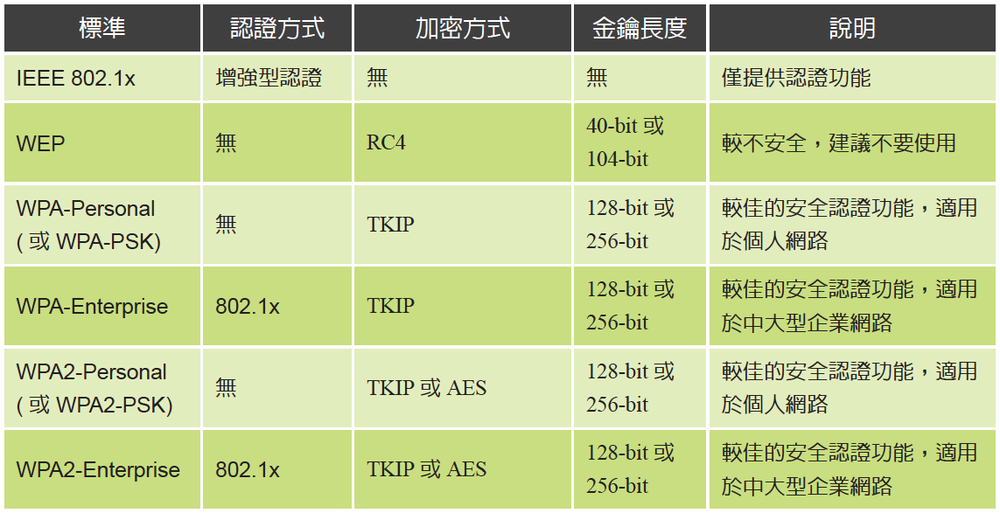 標準 認證方式 加密方式 金鑰長度 說明
IEEE 802.1x 增強型認證 無 無 僅提供認證功能
WEP 無 RC4 40-bit 或
104-bit 較不安全，建議不要使用
WPA-Personal
( 或 WPA-PSK) 無 TKIP 128-bit 或
256-bit 較佳的安全認證功能，適用
於個人網路
WPA-Enterprise 802.1x TKIP 128-bit 或
256-bit 較佳的安全認證功能，適用
於中大型企業網路
WPA2-Personal
( 或 WPA2-PSK) 無 TKIP 或 AES 128-bit 或
256-bit 較佳的安全認證功能，適用
於個人網路
WPA2-Enterprise 802.1x TKIP 或 AES 128-bit 或
256-bit 較佳的安全認證功能，適用
於中大型企業網路